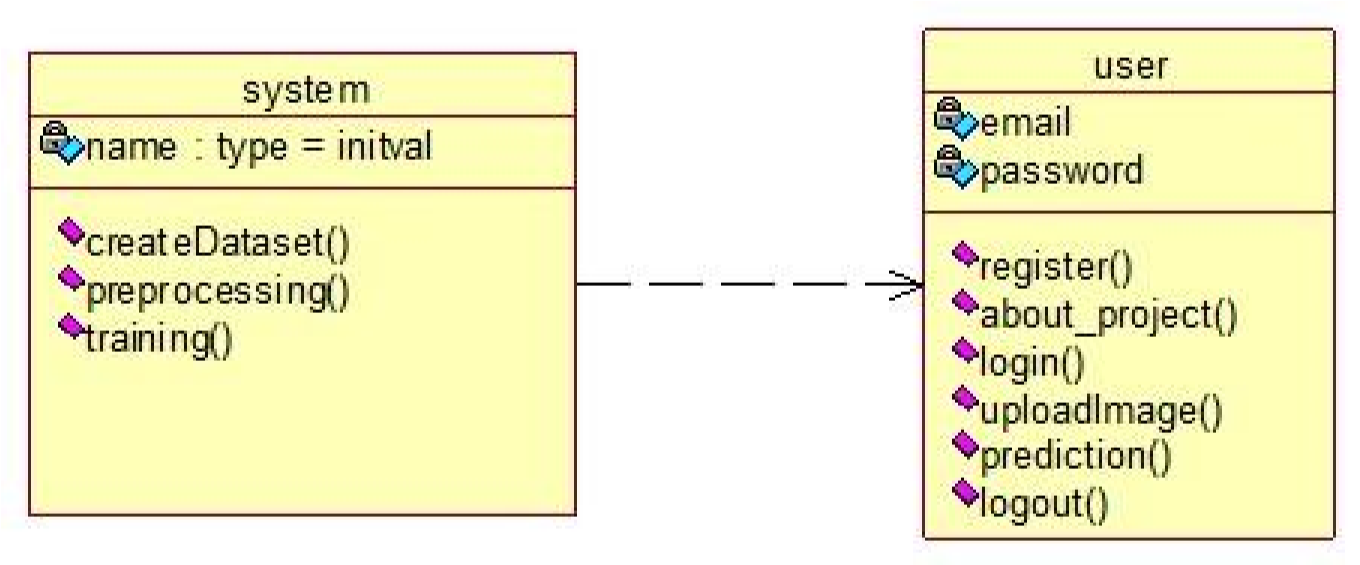 system
name : type = initval
createDataset()
preprocessing()
training()
user
email
password
register()
about_project()
login()
uploadImage()
prediction()
logout()